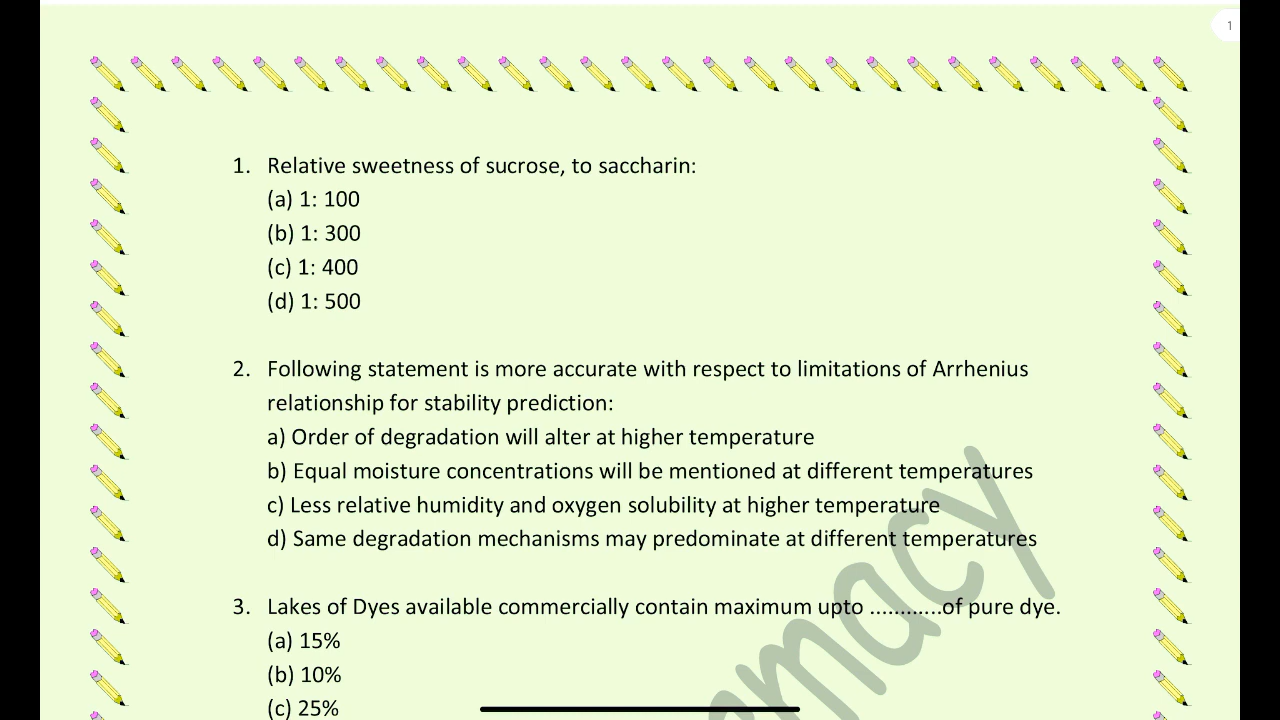 1
1. Relative sweetness of sucrose, to saccharin:
(a) 1: 100
(b) 1: 300
(c) 1: 400
(d) 1: 500
2. Following statement is more accurate with respect to limitations of Arrhenius
relationship for stability prediction:
a) Order of degradation will alter at higher temperature
b) Equal moisture concentrations will be mentioned at different temperatures
c) Less relative humidity and oxygen solubility at higher temperature
d) Same degradation mechanisms may predominate at different temperatures
3. Lakes of Dyes available commercially contain maximum upto ............of pure dye.
(a) 15%
(b) 10%
(c) 25%
macy